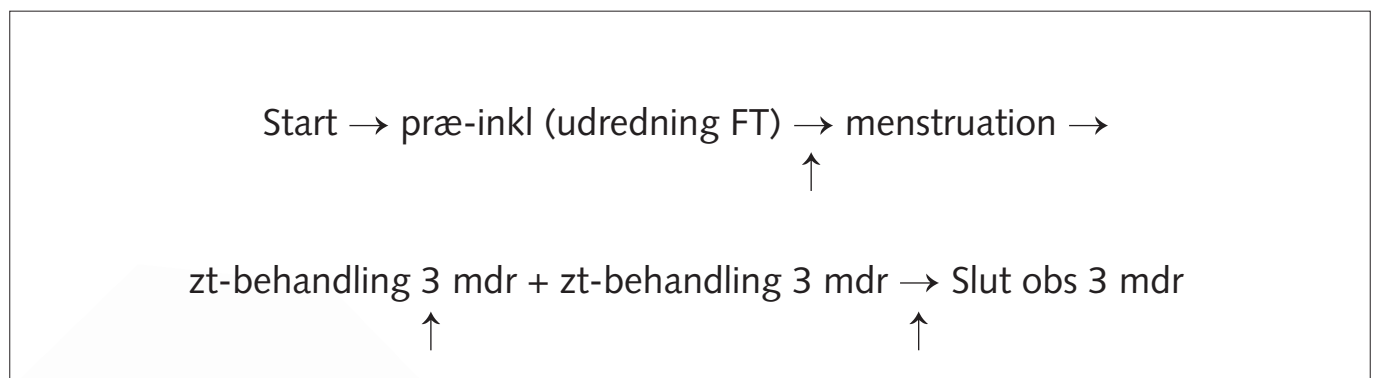 Start → præ-inkl (udredning FT) → menstruation →
↑
zt-behandling 3 mdr + zt-behandling 3 mdr → Slut obs 3 mdr
↑ ↑